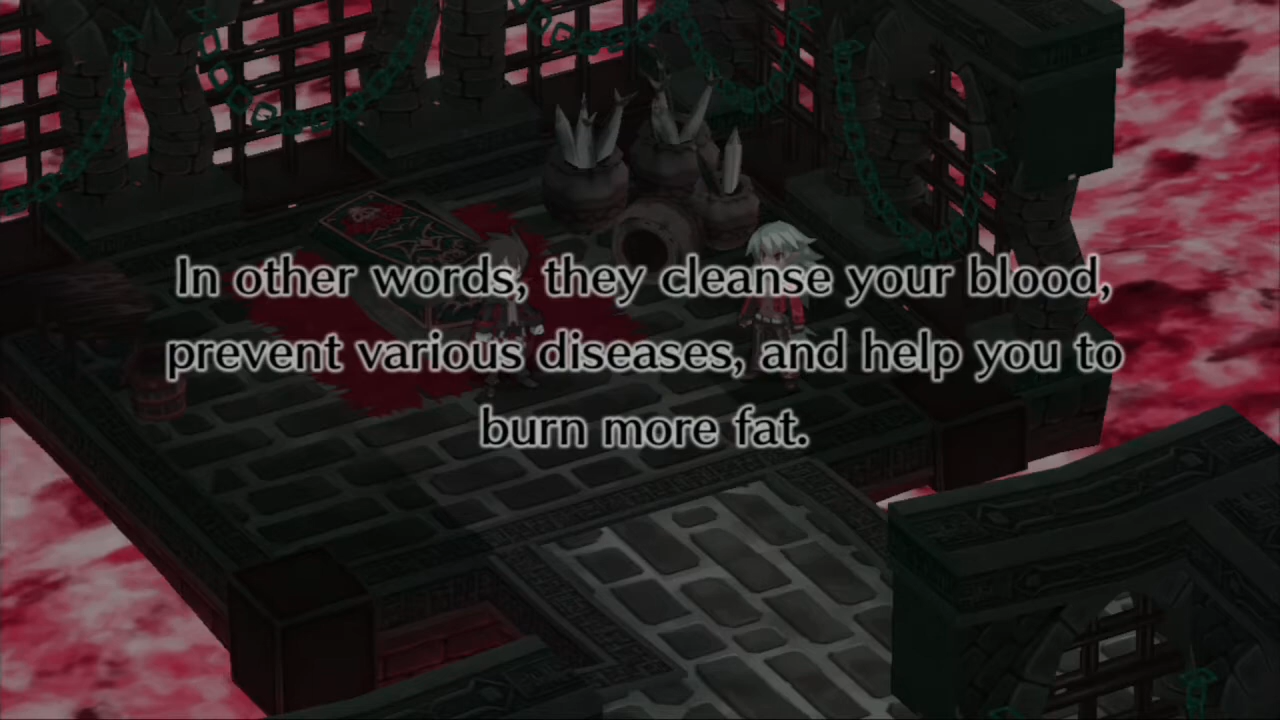 In other words, they cleanse your blood,
prevent various diseases, and help you to
burn more fat.